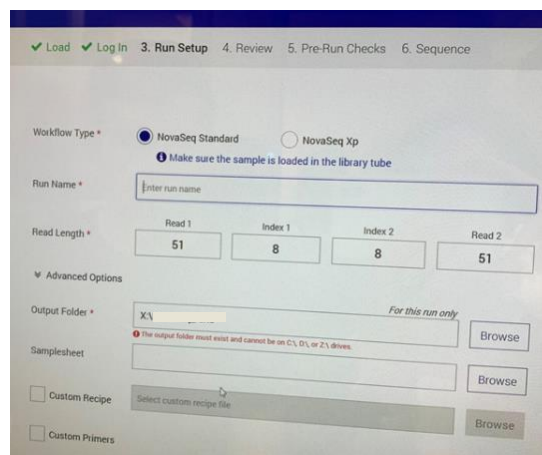 Load Log In 3. Run Setup 4. Review 5. Pre-Run Checks 6. Sequence
Workflow Type * NovaSeq Standard NovaSeq Xp
Make sure the sample is loaded in the library tube
Run Name * Enter run name
Read 1 Index 1 Index 2 Read 2
Read Length * 51 8 8 51
Advanced Options
For this run only
Output Folder * X:\ Browse
The output folder must exist and cannot be on C:\, D:\, or Z:\ drives.
Samplesheet Browse
Custom Recipe Select custom recipe file Browse
Custom Primers